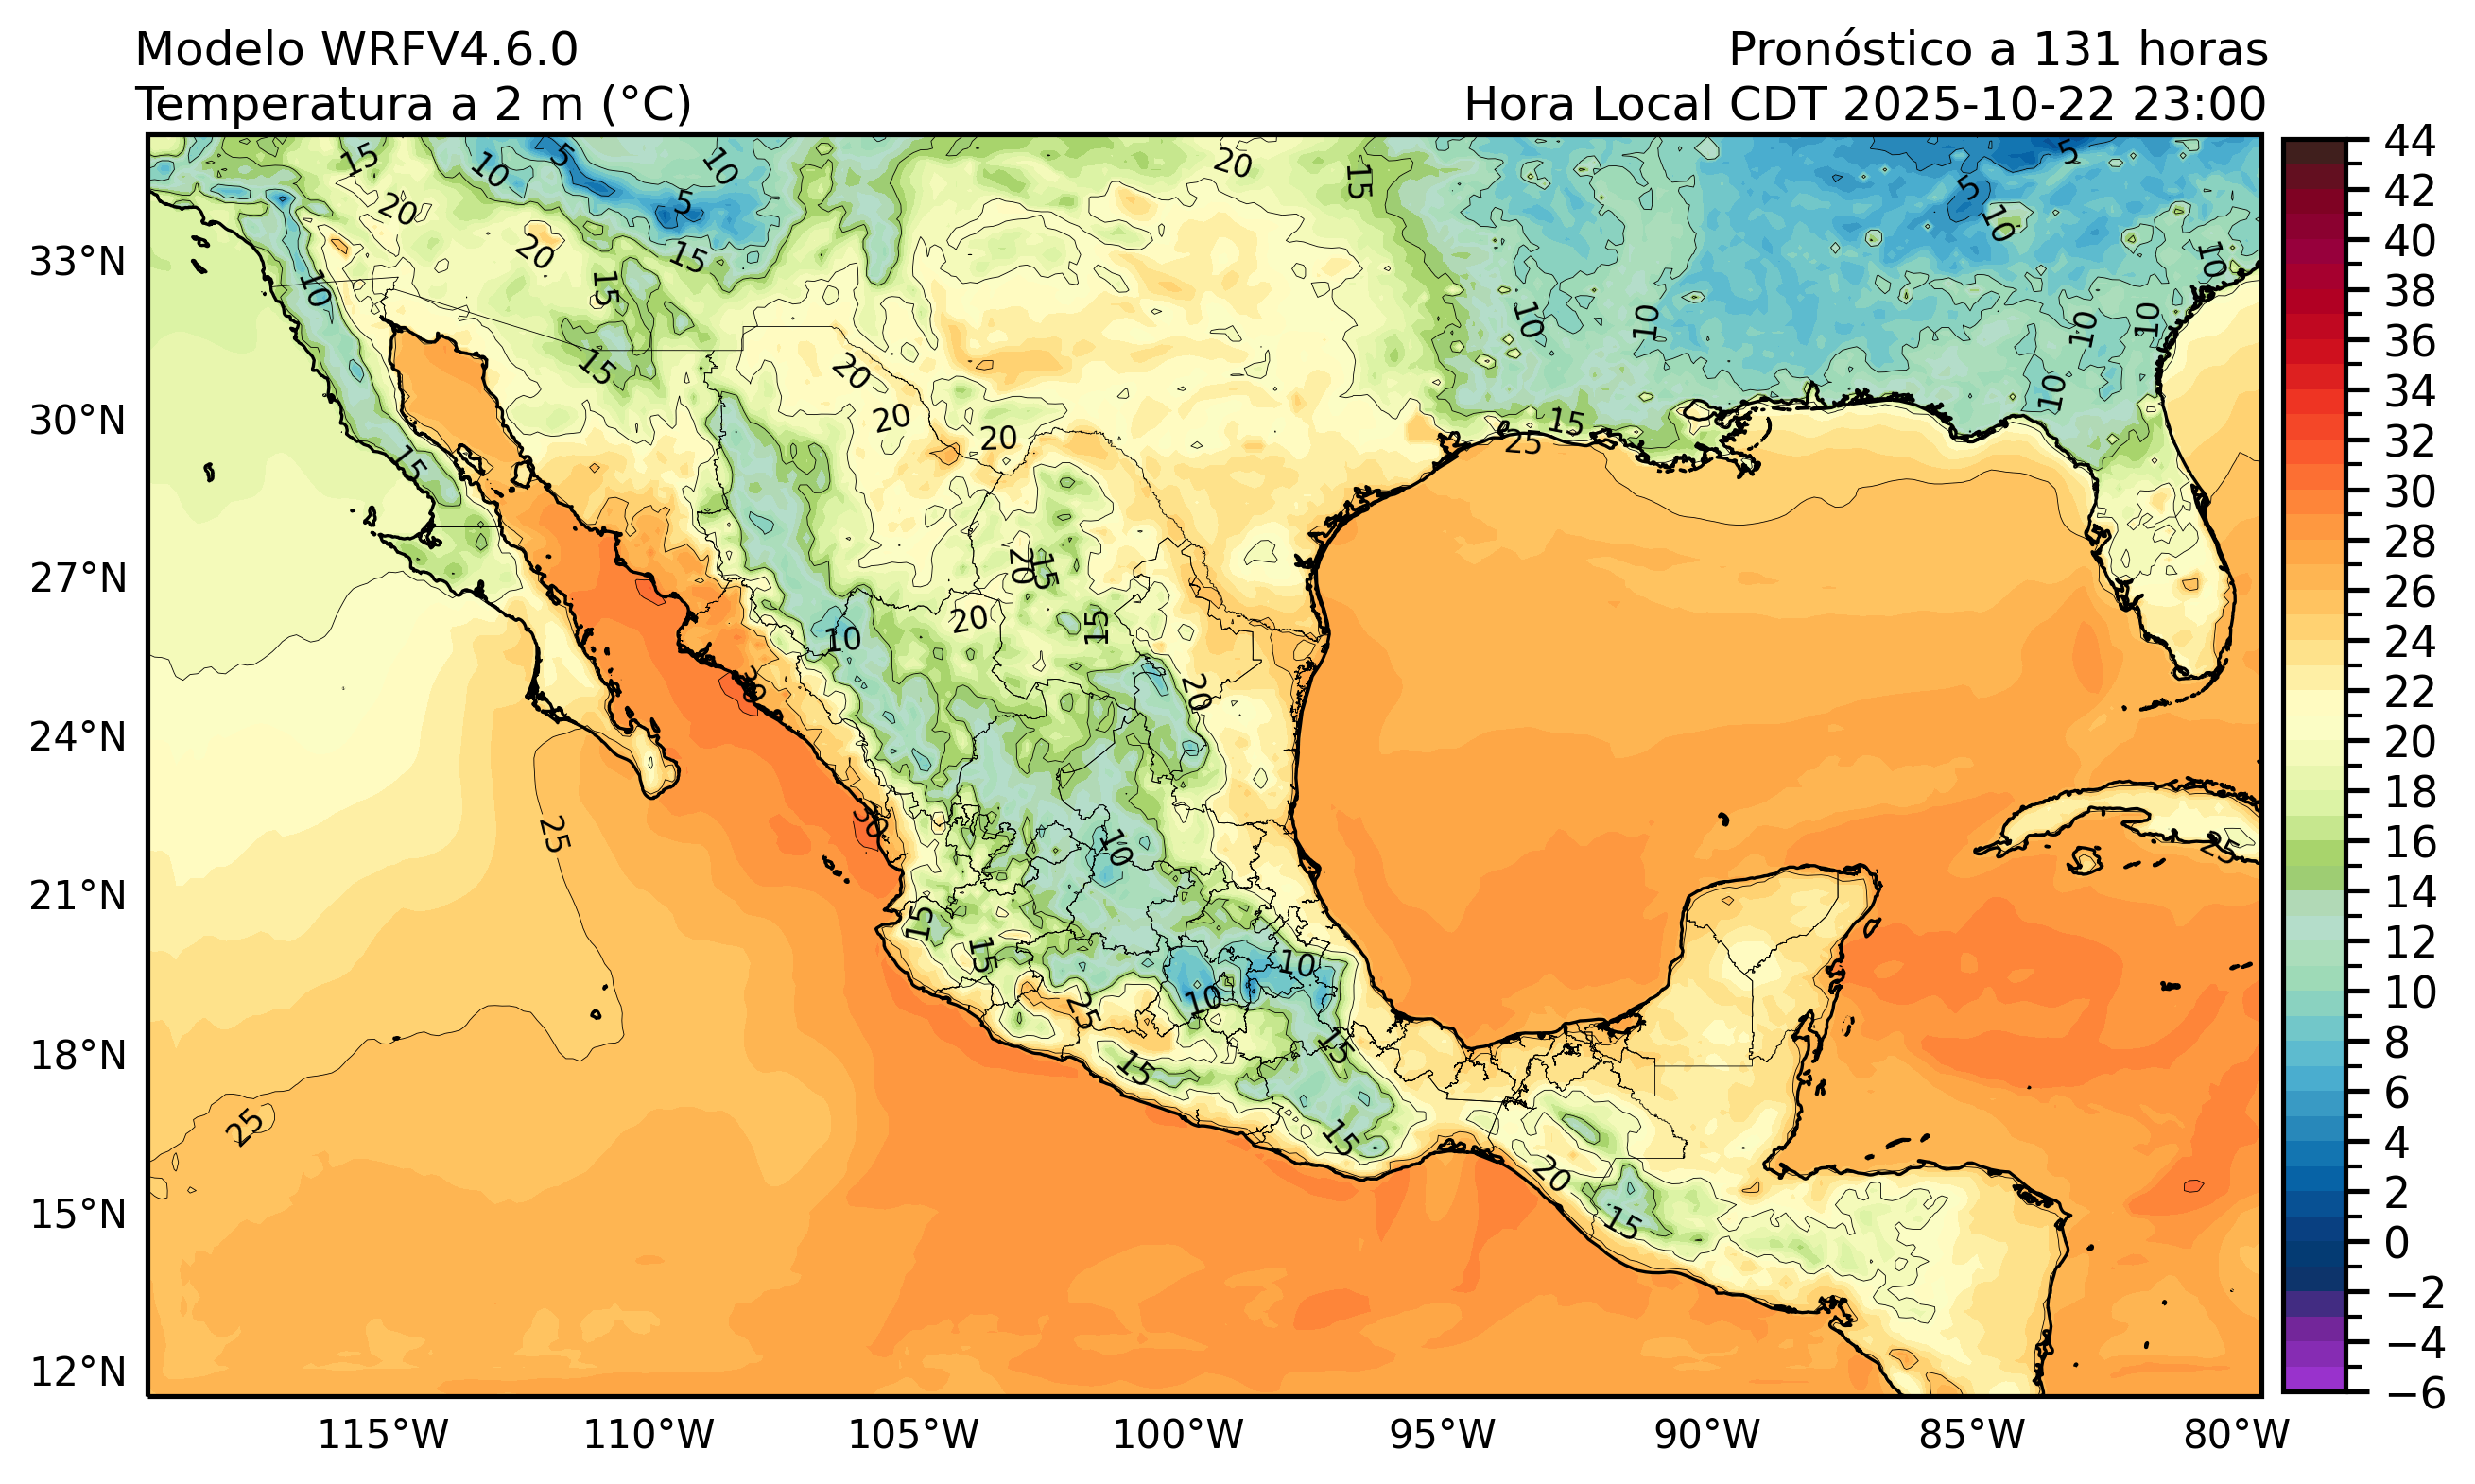 Modelo WRFV4.6.0
Pronóstico a 131 horas
Temperatura a 2 m (°C)
Hora Local CDT 2025-10-22 23:00
15 10 5 10 20 15 5
20 5 5 10
33°N 20 15 10
10 15 10 10 10 10 10
15 20
30°N 20 20 15 25 10
15
27°N 20 15
10 20 15
24°N 30 20
25 30 10 25
21°N
15 15 10
10 25
18°N 15 15
25 15 20
15°N 15
12°N
115°W 110°W 105°W 100°W 95°W 90°W 85°W 80°W
44
42
40
38
36
34
32
30
28
26
24
22
20
18
16
14
12
10
8
6
4
2
0
−2
−4
−6